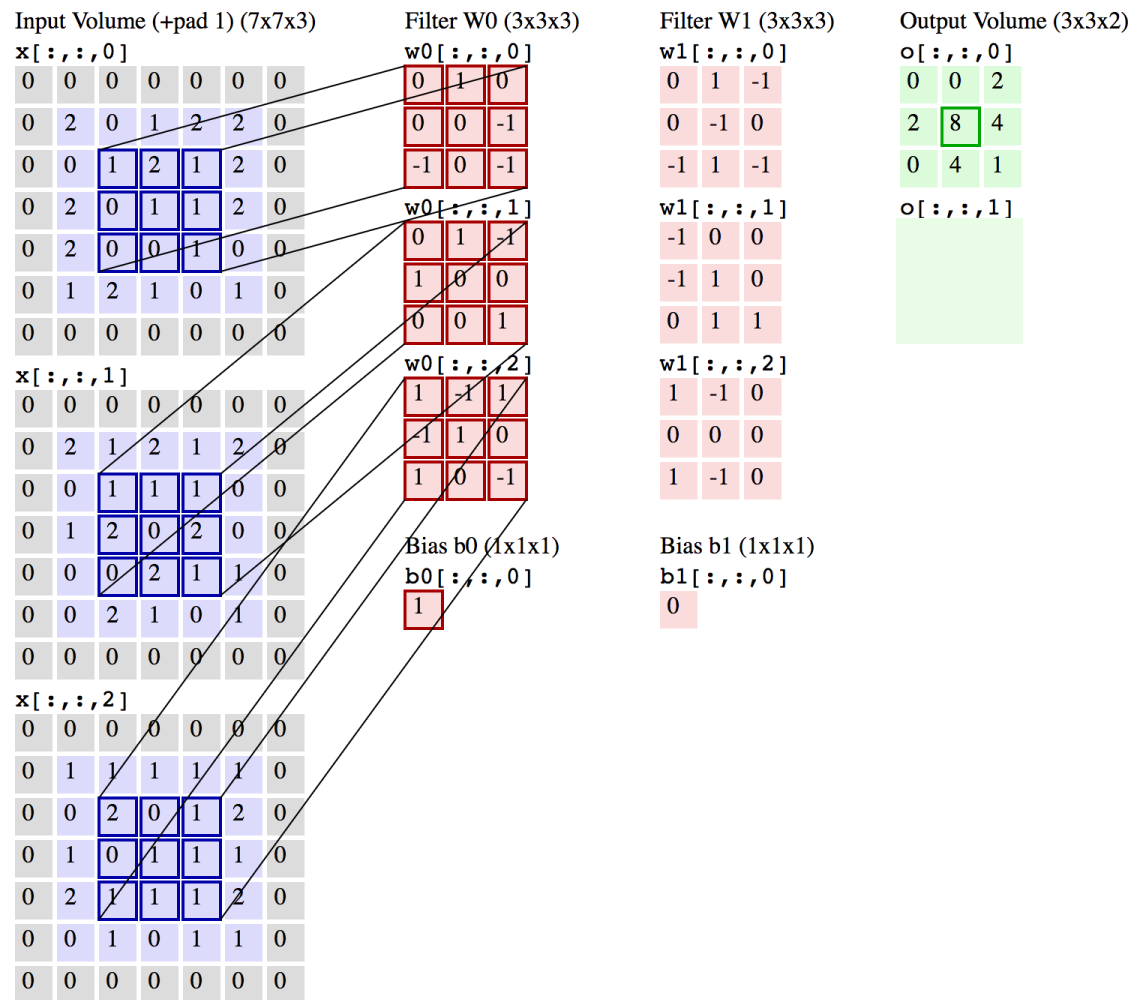 Input Volume (+pad 1) (7x7x3)
x[:,:,0]
0 0 0 0 0 0 0
0 2 0 1 2 2 0
0 0 1 2 1 2 0
0 2 0 1 1 2 0
0 2 0 0 1 0 0
0 1 2 1 0 1 0
0 0 0 0 0 0 0
x[:,:,1]
0 0 0 0 0 0 0
0 2 1 2 1 2 0
0 0 1 1 1 0 0
0 1 2 0 2 0 0
0 0 0 2 1 1 0
0 0 2 1 0 1 0
0 0 0 0 0 0 0
x[:,:,2]
0 0 0 0 0 0 0
0 1 1 1 1 1 0
0 0 2 0 1 2 0
0 1 0 1 1 1 0
0 2 1 1 1 2 0
0 0 1 0 1 1 0
0 0 0 0 0 0 0
Filter W0 (3x3x3)
w0[:,:,0]
0 1 0
0 0 -1
-1 0 -1
w0[:,:,1]
0 1 -1
1 0 0
0 0 1
w0[:,:,2]
1 -1 1
-1 1 0
1 0 -1
Bias b0 (1x1x1)
b0[:,:,0]
1
Filter W1 (3x3x3)
w1[:,:,0]
0 1 -1
0 -1 0
-1 1 -1
w1[:,:,1]
-1 0 0
-1 1 0
0 1 1
w1[:,:,2]
1 -1 0
0 0 0
1 -1 0
Bias b1 (1x1x1)
b1[:,:,0]
0
Output Volume (3x3x2)
o[:,:,0]
0 0 2
2 8 4
0 4 1
o[:,:,1]